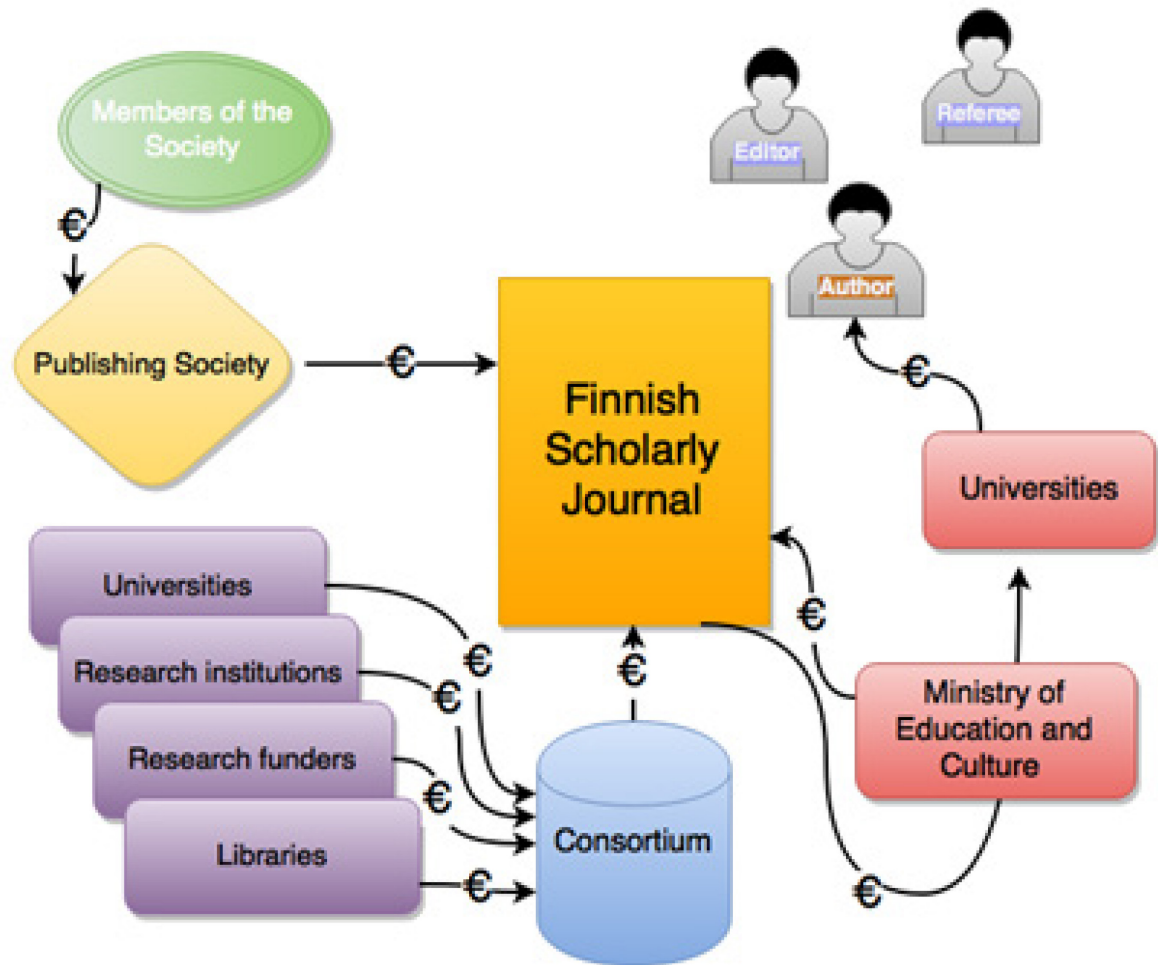 Members of the
Society
€
Publishing Society
€
Finnish
Scholarly
Journal
Editor
Referee
Author
€
Universities
€
Ministry of
Education and
Culture
€
Universities
€
Research institutions
€
Research funders
€
Libraries
€
Consortium
€